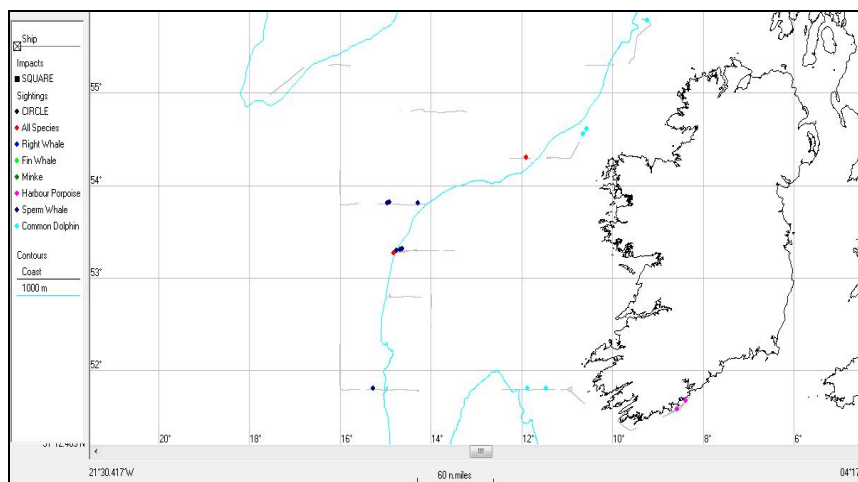 Ship
Impacts
SQUARE
Sightings
CIRCLE
All Species
Right Whale
Fin Whale
Minke
Harbour Porpoise
Sperm Whale
Common Dolphin
Contours
Coast
1000 m
55°
54°
53°
52°
20° 18° 16° 14° 12° 10° 8° 6°
21°30.417'W 60 n.miles 04°17